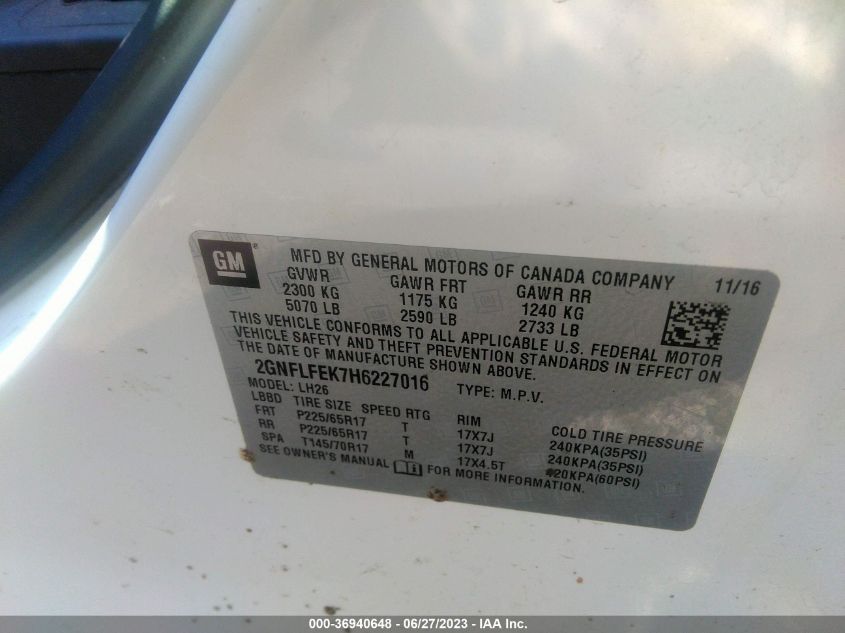 GM
MFD BY GENERAL MOTORS OF CANADA COMPANY 11/16
GVWR GAWR FRT GAWR RR
2300 KG 1175 KG 1240 KG
5070 LB 2590 LB 2733 LB
THIS VEHICLE CONFORMS TO ALL APPLICABLE U.S. FEDERAL MOTOR
VEHICLE SAFETY AND THEFT PREVENTION STANDARDS IN EFFECT ON
THE DATE OF MANUFACTURE SHOWN ABOVE.
2GNFLFEK7H6227016 TYPE: M.P.V.
MODEL: LH26
LBBD TIRE SIZE SPEED RTG RIM COLD TIRE PRESSURE
FRT P225/65R17 T 17X7J 240KPA(35PSI)
RR P225/65R17 T 17X7J 240KPA(35PSI)
SPA T145/70R17 M 17X4.5T 420KPA(60PSI)
SEE OWNER'S MANUAL FOR MORE INFORMATION.
000-36940648 - 06/27/2023 - IAA Inc.